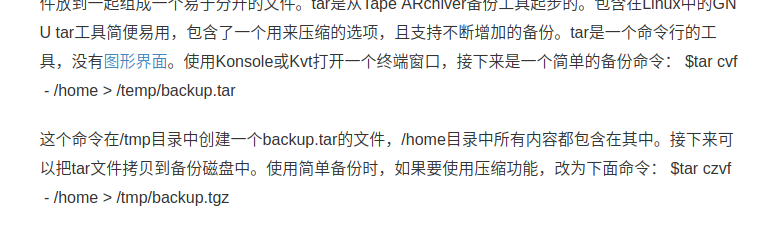 件放到一起组成一个易于分开的文件。tar是从Tape ARchiver备份工具起步的。包含在Linux中的GN
U tar工具简便易用，包含了一个用来压缩的选项，且支持不断增加的备份。tar是一个命令行的工
具，没有图形界面。使用Konsole或Kvt打开一个终端窗口，接下来是一个简单的备份命令： $tar cvf
- /home > /temp/backup.tar
这个命令在/tmp目录中创建一个backup.tar的文件，/home目录中所有内容都包含在其中。接下来可
以把tar文件拷贝到备份磁盘中。使用简单备份时，如果要使用压缩功能，改为下面命令： $tar czvf
- /home > /tmp/backup.tgz